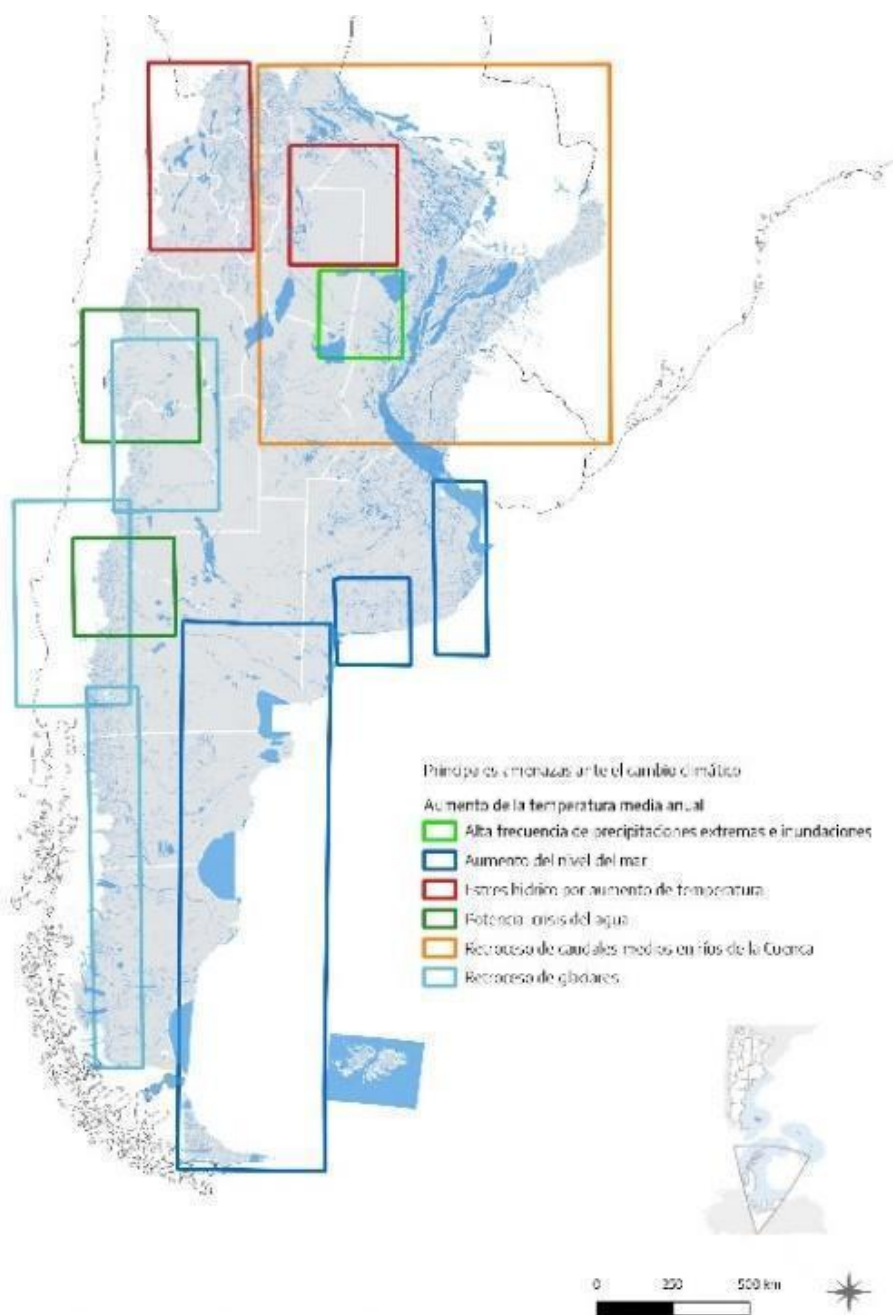 Principales amenazas ante el cambio climático
Aumento de la temperatura media anual
Alta frecuencia de precipitaciones extremas e inundaciones
Aumento del nivel del mar
Estrés hídrico por aumento de temperatura
Potencial crisis del agua
Retroceso de caudales medios en ríos de la Cuenca
Retroceso de glaciares
0 250 500 km